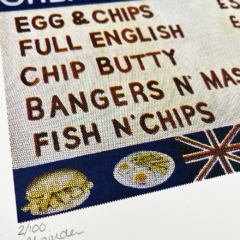 EGG & CHIPS
FULL ENGLISH
CHIP BUTTY
BANGERS N' MAS
FISH N' CHIPS
2/100